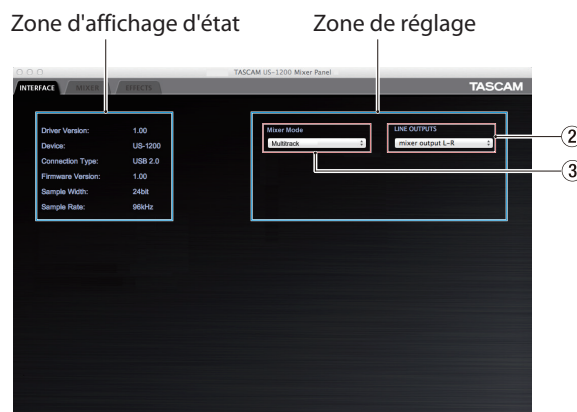 Zone d'affichage d'état Zone de réglage
TASCAM US-1200 Mixer Panel
INTERFACE MIXER EFFECTS TASCAM
Driver Version: 1.00
Device: US-1200
Connection Type: USB 2.0
Firmware Version: 1.00
Sample Width: 24bit
Sample Rate: 96kHz
Mixer Mode LINE OUTPUTS
Multitrack mixer output L-R
2
3